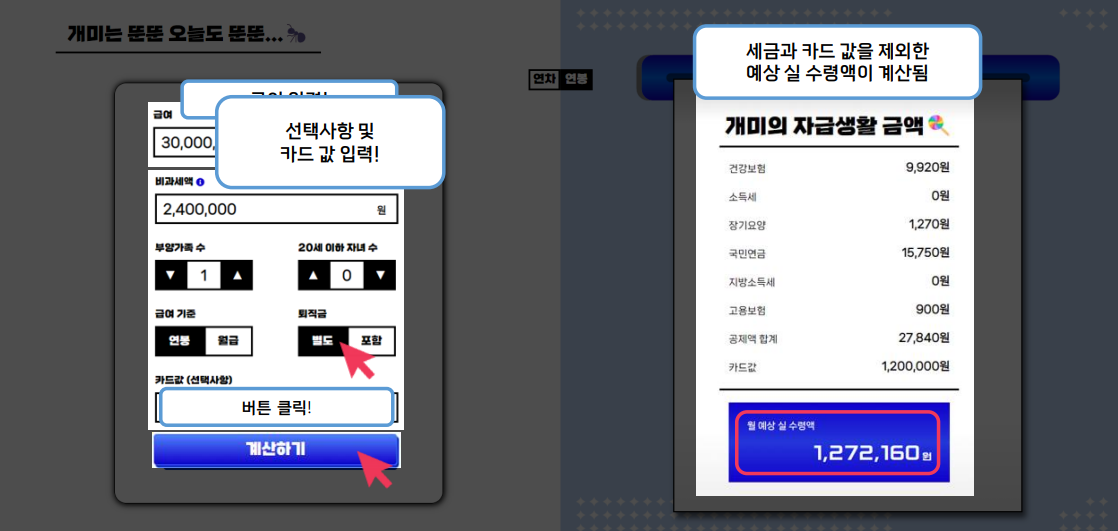 개미는 뚠뚠 오늘도 뚠뚠...
급여
30,000,
선택사항 및
카드 값 입력!
비과세액
2,400,000 원
부양가족 수 20세 이하 자녀 수
▼ 1 ▲ ▲ 0 ▼
급여 기준 퇴직금
연봉 월급 별도 포함
카드값 (선택사항)
버튼 클릭!
계산하기
연차 연봉
세금과 카드 값을 제외한
예상 실 수령액이 계산됨
개미의 자급생활 금액
건강보험 9,920원
소득세 0원
장기요양 1,270원
국민연금 15,750원
지방소득세 0원
고용보험 900원
공제액 합계 27,840원
카드값 1,200,000원
월 예상 실 수령액
1,272,160 원